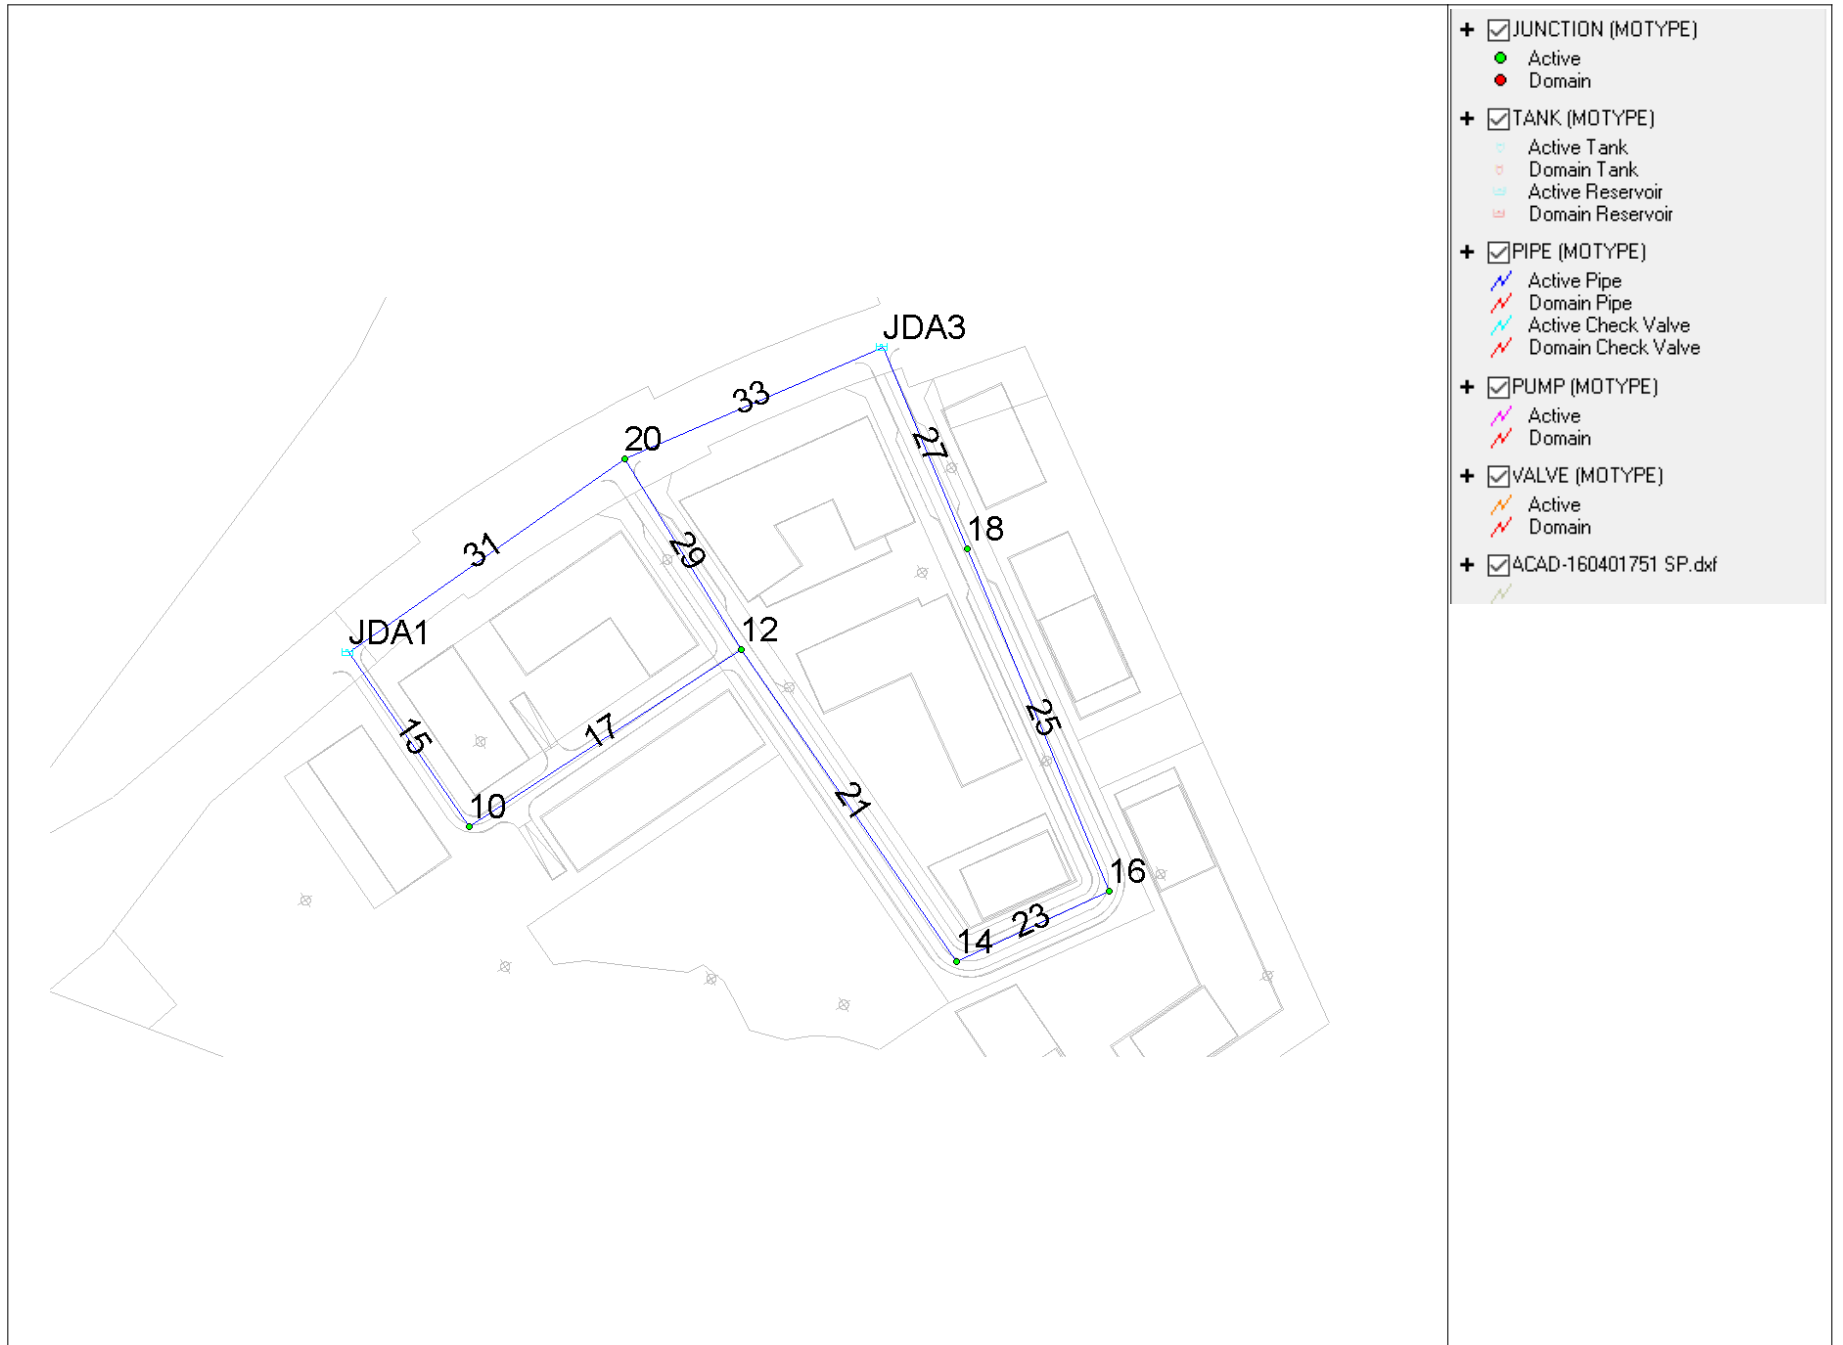 JDA3
33
20
27
18
31
29
JDA1
12
15
17
25
10
21
16
23
14
JUNCTION (MOTYPE)
Active
Domain
TANK (MOTYPE)
Active Tank
Domain Tank
Active Reservoir
Domain Reservoir
PIPE (MOTYPE)
Active Pipe
Domain Pipe
Active Check Valve
Domain Check Valve
PUMP (MOTYPE)
Active
Domain
VALVE (MOTYPE)
Active
Domain
ACAD-160401751 SP.dxf